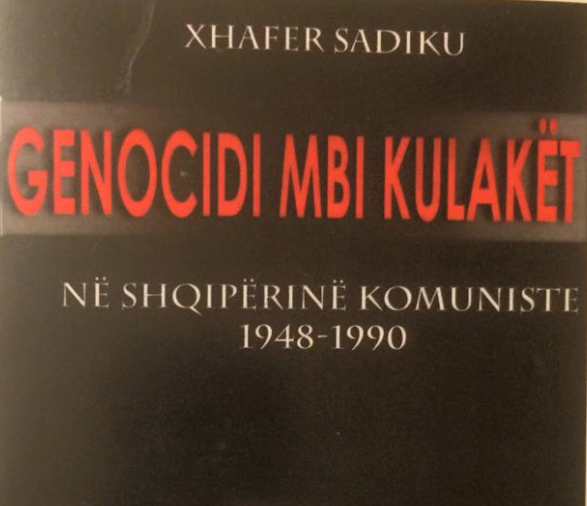 XHAFER SADIKU
GENOCIDI MBI KULAKËT
NË SHQIPËRINË KOMUNISTE
1948-1990